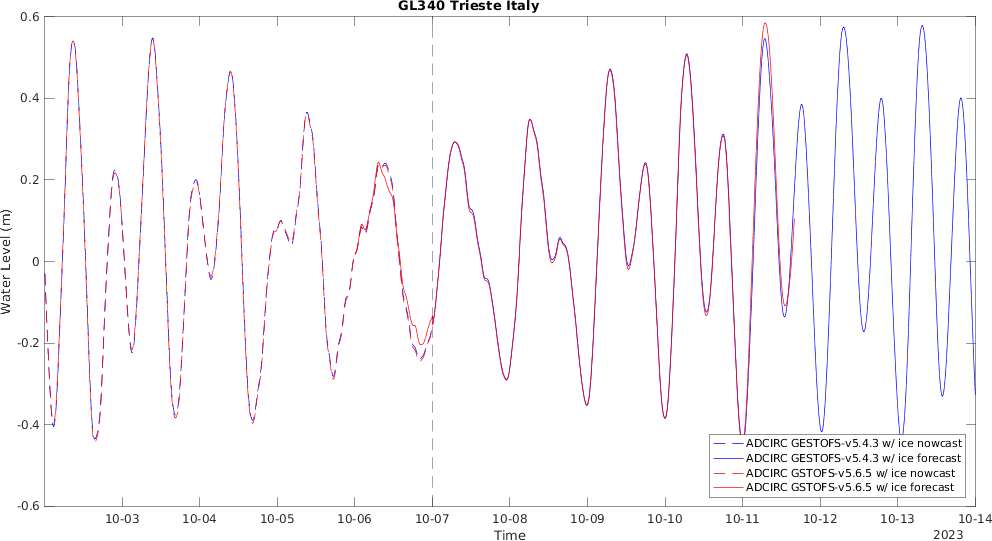 GL340 Trieste Italy
Water Level (m)
0.6
0.4
0.2
0
-0.2
-0.4
-0.6
ADCIRC GESTOFS-v5.4.3 w/ ice nowcast
ADCIRC GESTOFS-v5.4.3 w/ ice forecast
ADCIRC GSTOFS-v5.6.5 w/ ice nowcast
ADCIRC GSTOFS-v5.6.5 w/ ice forecast
10-03 10-04 10-05 10-06 10-07 10-08 10-09 10-10 10-11 10-12 10-13 10-14
Time
2023